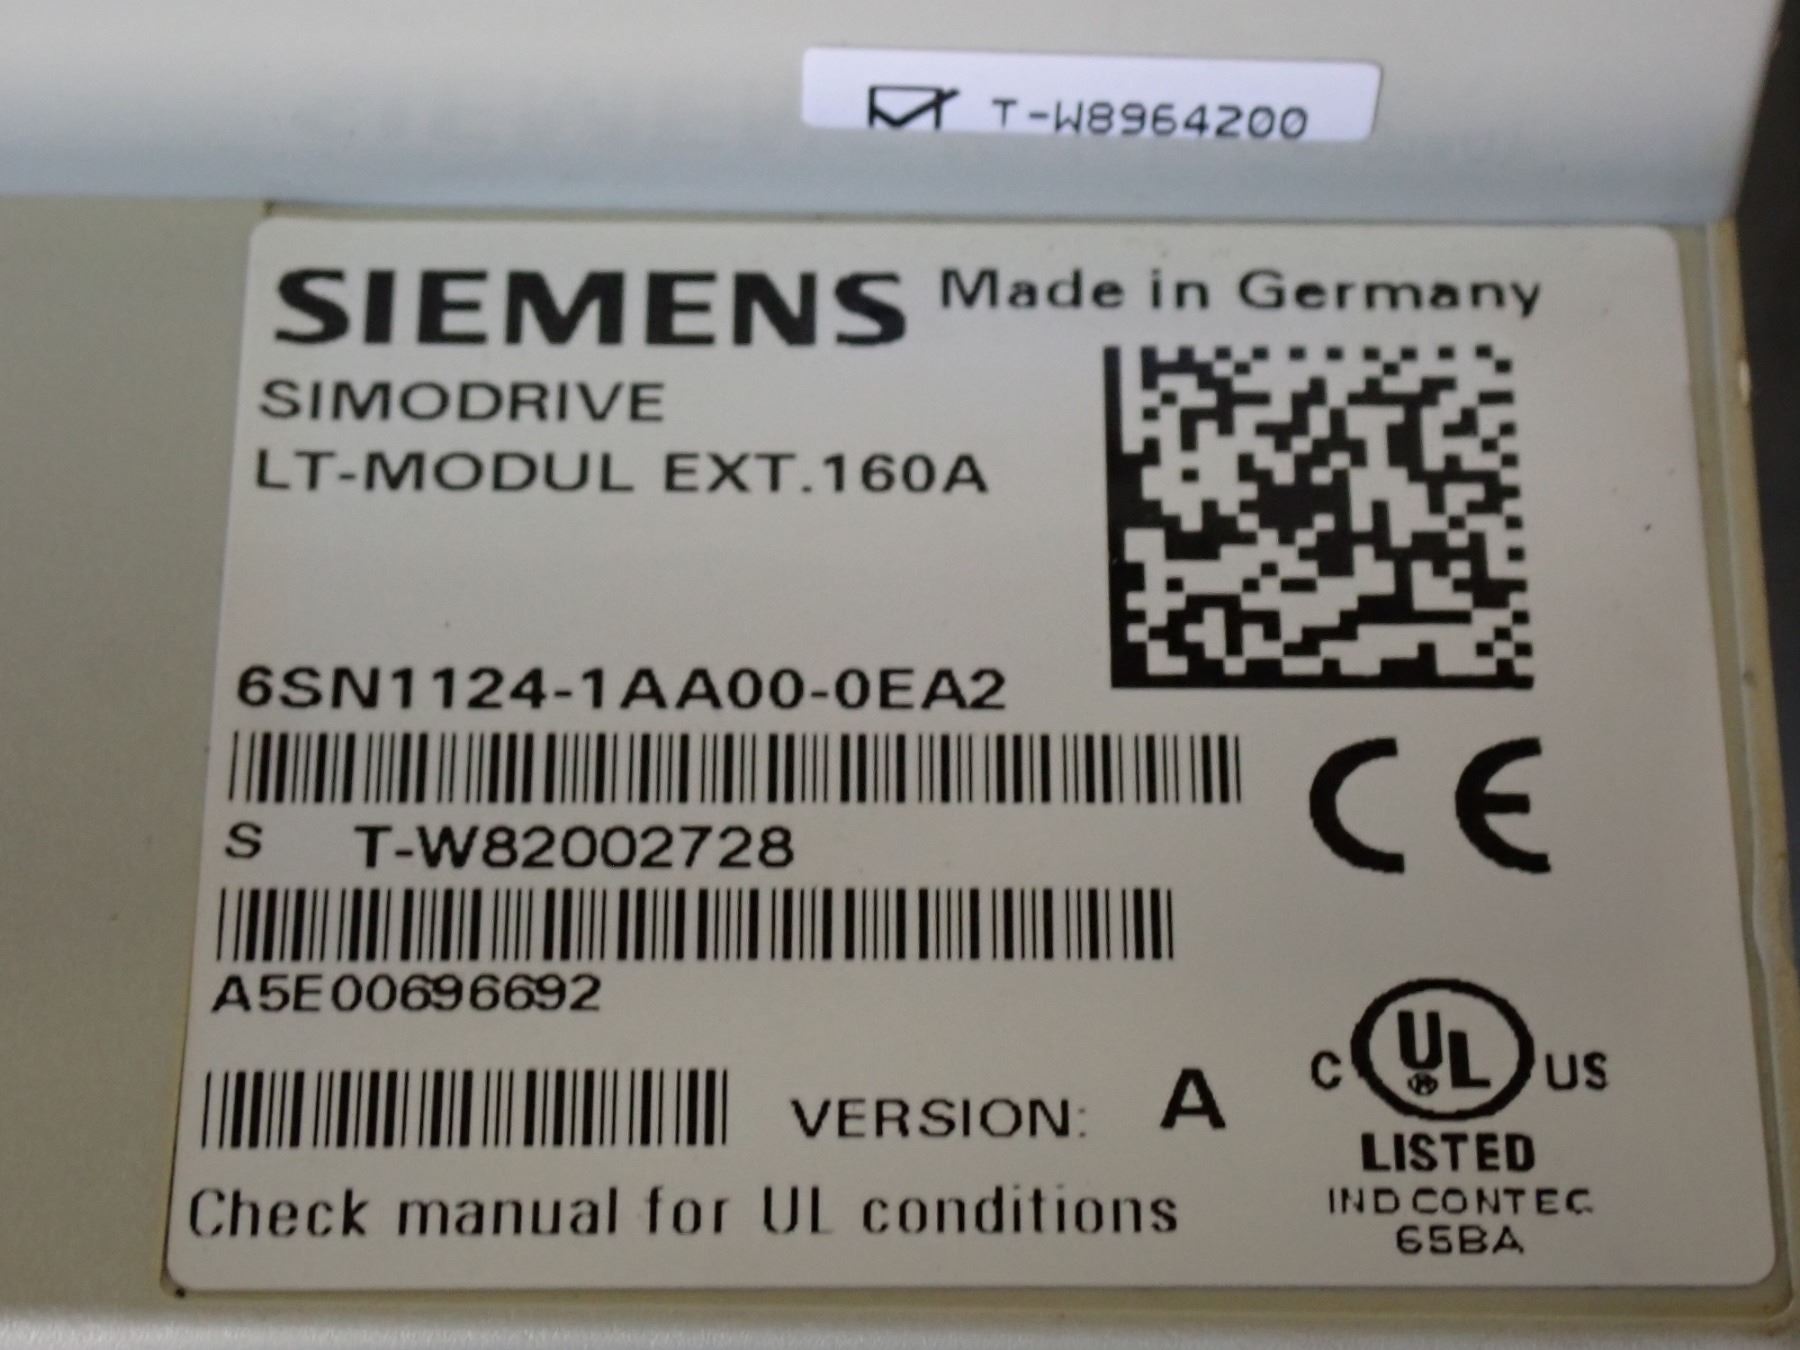 T-W8964200
SIEMENS Made in Germany
SIMODRIVE
LT-MODUL EXT.160A
6SN1124-1AA00-0EA2
S T-W82002728
A5E00696692
VERSION: A
Check manual for UL conditions
CE
C UL US
LISTED
IND CONT EQ
65BA